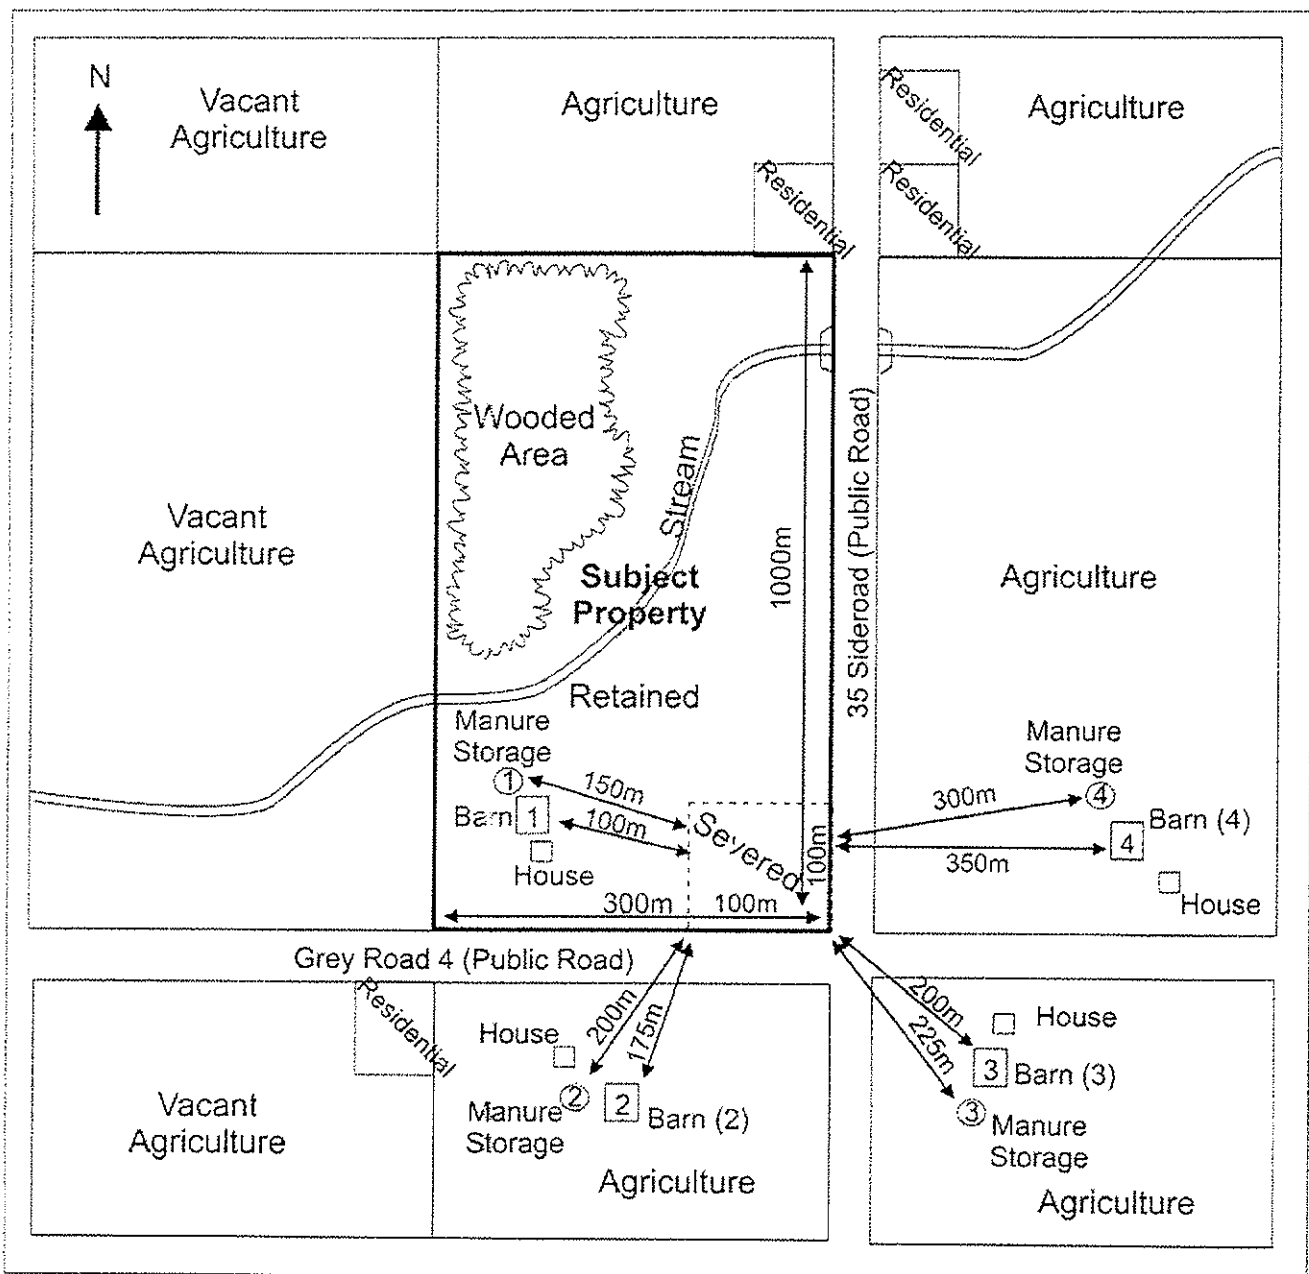 N
Vacant
Agriculture
Agriculture
Residential
Agriculture
Residential
Residential
Wooded
Area
Stream
Vacant
Agriculture
Subject
Property
1000m
35 Sideroad (Public Road)
Agriculture
Retained
Manure
Storage
1
150m
Barn
1
100m
House
Severed
100m
300m
100m
Manure
Storage
300m
4
Barn (4)
350m
4
House
Grey Road 4 (Public Road)
Residential
House
200m
175m
200m
225m
House
3
Barn (3)
2
2
Manure
Storage
Barn (2)
3
Manure
Storage
Vacant
Agriculture
Agriculture
Agriculture